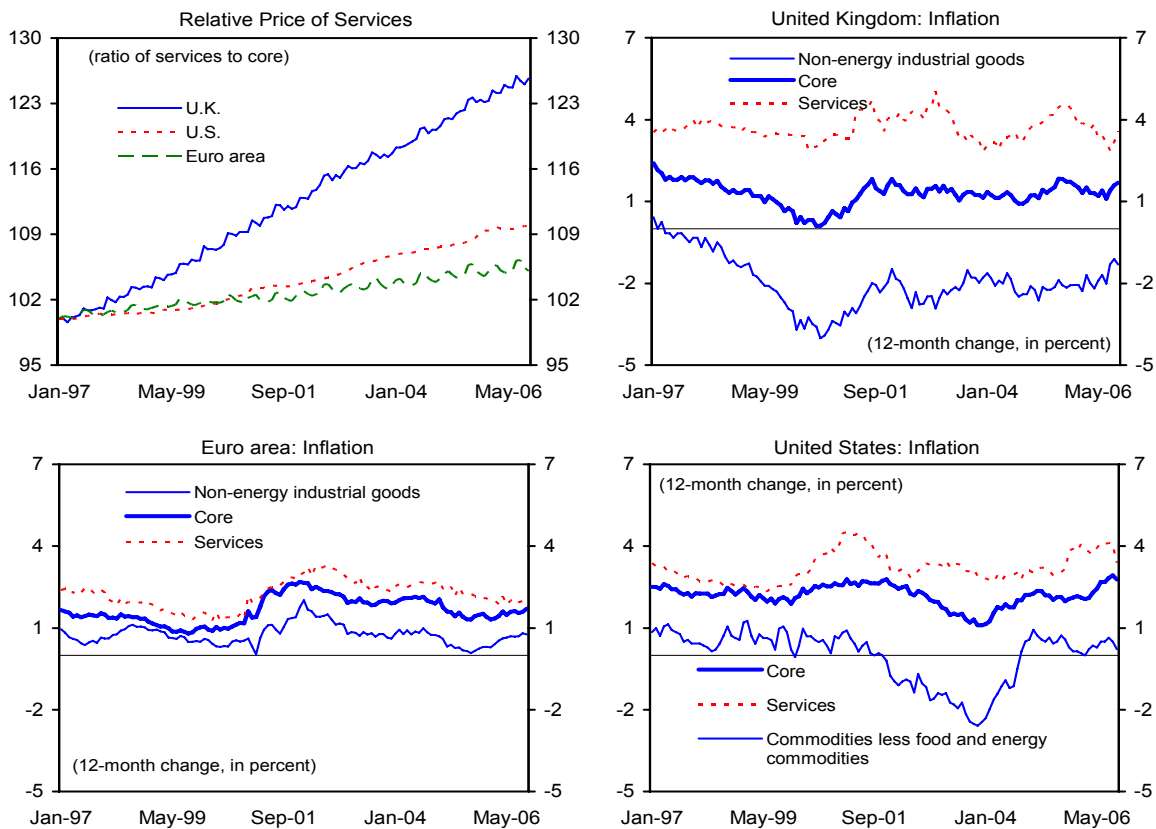 Relative Price of Services
130
123
116
109
102
95
130
123
116
109
102
95
(ratio of services to core)
U.K.
U.S.
Euro area
Jan-97 May-99 Sep-01 Jan-04 May-06
United Kingdom: Inflation
7
4
1
-2
-5
7
4
1
-2
-5
Non-energy industrial goods
Core
Services
(12-month change, in percent)
Jan-97 May-99 Sep-01 Jan-04 May-06
Euro area: Inflation
7
4
1
-2
-5
7
4
1
-2
-5
Non-energy industrial goods
Core
Services
(12-month change, in percent)
Jan-97 May-99 Sep-01 Jan-04 May-06
United States: Inflation
7
4
1
-2
-5
7
4
1
-2
-5
(12-month change, in percent)
Core
Services
Commodities less food and energy
commodities
Jan-97 May-99 Sep-01 Jan-04 May-06